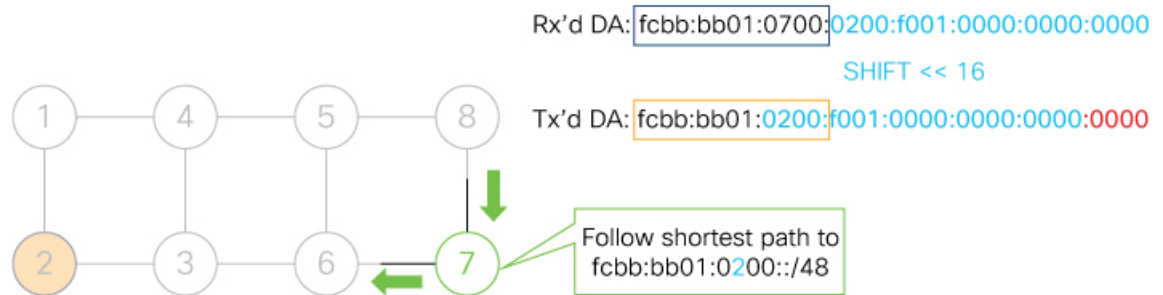 Rx'd DA: fcbb:bb01:0700:0200:f001:0000:0000:0000
SHIFT << 16
Tx'd DA: fcbb:bb01:0200:f001:0000:0000:0000:0000
1
4
5
8
2
3
6
7
Follow shortest path to
fcbb:bb01:0200::/48